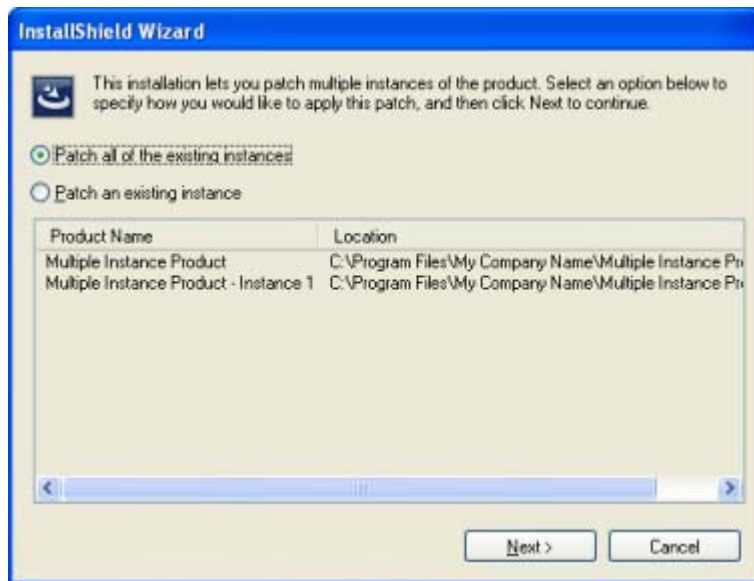 InstallShield Wizard
This installation lets you patch multiple instances of the product. Select an option below to
specify how you would like to apply this patch, and then click Next to continue.
Patch all of the existing instances
Patch an existing instance
Product Name Location
Multiple Instance Product C:\Program Files\My Company Name\Multiple Instance Pr
Multiple Instance Product - Instance 1 C:\Program Files\My Company Name\Multiple Instance Pr
Next >
Cancel